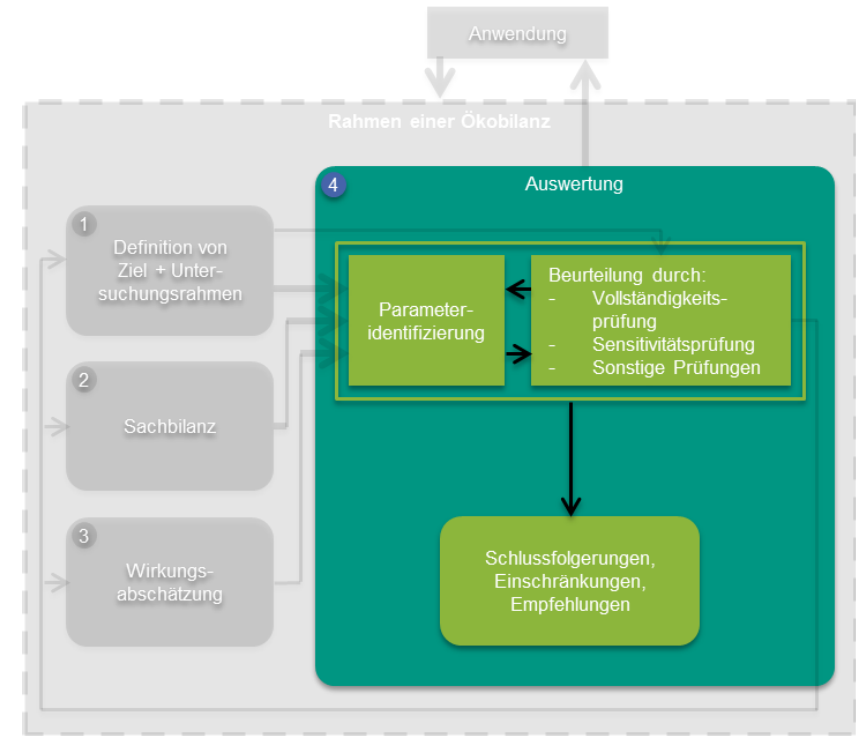 Anwendung
Rahmen einer Ökobilanz
4
Auswertung
1
Definition von
Ziel + Unter-
suchungsrahmen
Parameter-
identifizierung
Beurteilung durch:
- Vollständigkeits-
prüfung
- Sensitivitätsprüfung
- Sonstige Prüfungen
2
Sachbilanz
3
Wirkungs-
abschätzung
Schlussfolgerungen,
Einschränkungen,
Empfehlungen